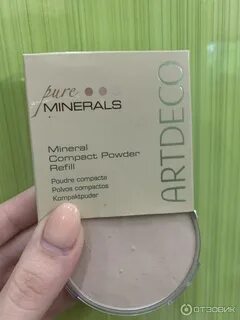 pure
MINERALS
Mineral
Compact Powder
Refill
Poudre compacte
Polvos compactos
Kompaktpuder
ARTDECO
ОТЗОВИК